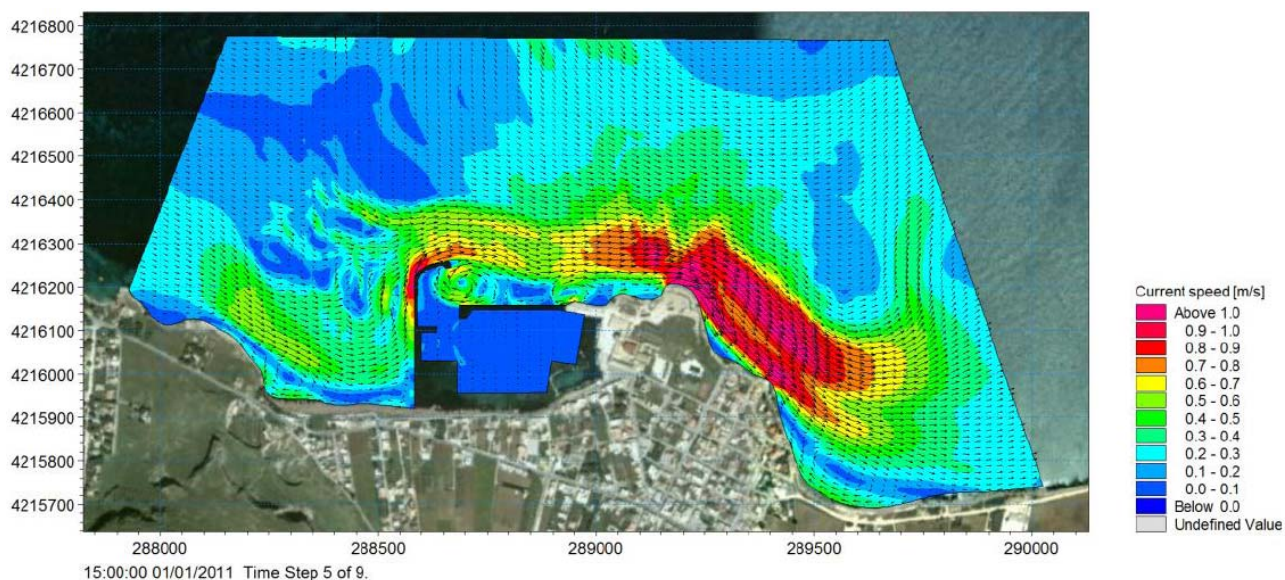 4216800
4216700
4216600
4216500
4216400
4216300
4216200
4216100
4216000
4215900
4215800
4215700
288000 288500 289000 289500 290000
15:00:00 01/01/2011 Time Step 5 of 9.
Current speed [m/s]
Above 1.0
0.9 - 1.0
0.8 - 0.9
0.7 - 0.8
0.6 - 0.7
0.5 - 0.6
0.4 - 0.5
0.3 - 0.4
0.2 - 0.3
0.1 - 0.2
0.0 - 0.1
Below 0.0
Undefined Value